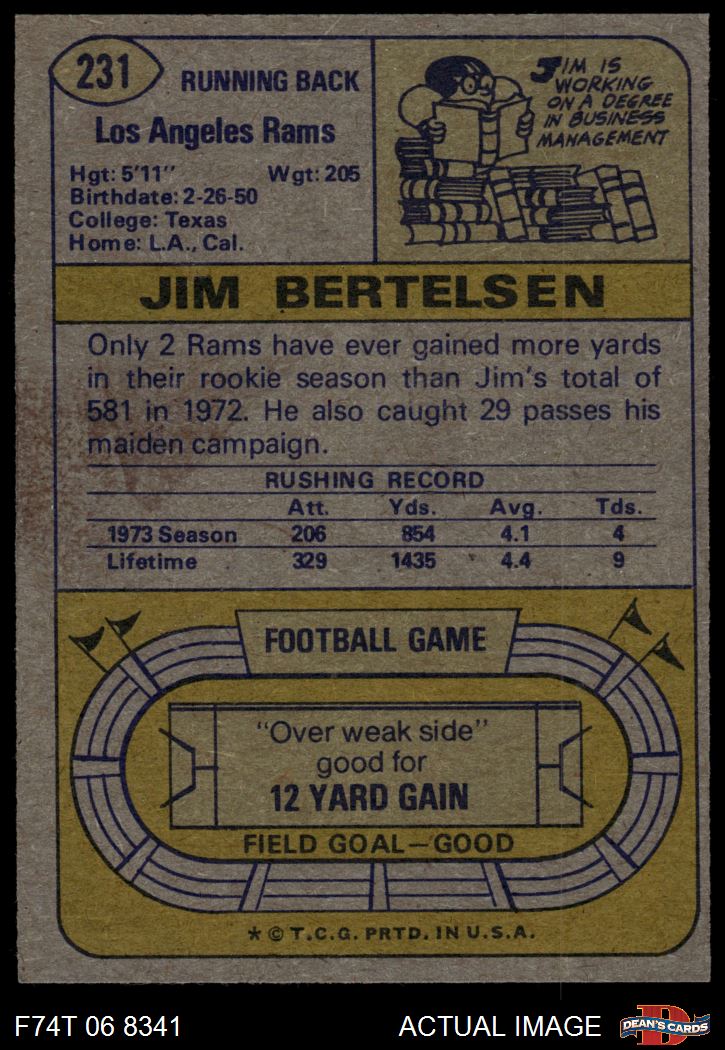 231
RUNNING BACK
Los Angeles Rams
Hgt: 5'11" Wgt: 205
Birthdate: 2-26-50
College: Texas
Home: L.A., Cal.
JIM IS
WORKING
ON A DEGREE
IN BUSINESS
MANAGEMENT
JIM BERTELSEN
Only 2 Rams have ever gained more yards
in their rookie season than Jim's total of
581 in 1972. He also caught 29 passes his
maiden campaign.
RUSHING RECORD
Att. Yds. Avg. Tds.
1973 Season 206 854 4.1 4
Lifetime 329 1435 4.4 9
FOOTBALL GAME
"Over weak side"
good for
12 YARD GAIN
FIELD GOAL—GOOD
* © T.C.G. PRTD. IN U.S.A.
F74T 06 8341 ACTUAL IMAGE
D
DEAN'S CARDS